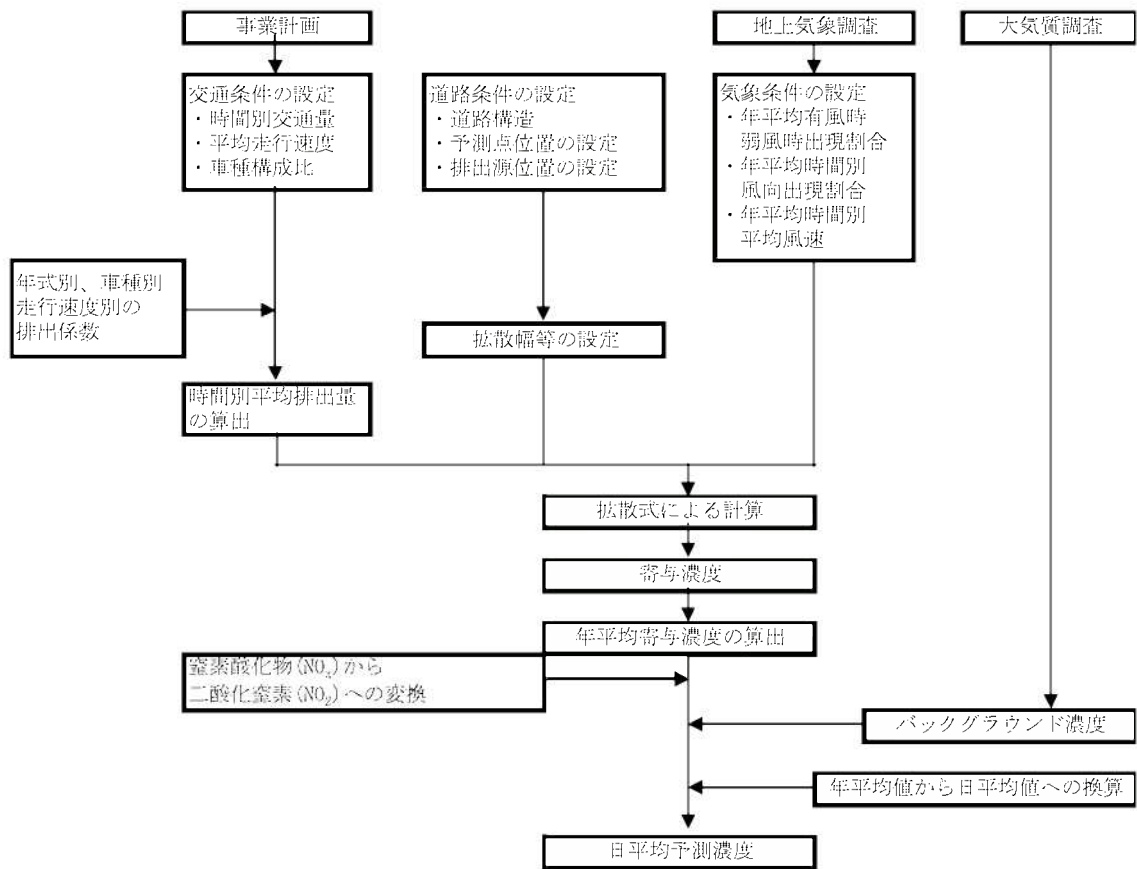 事業計画
地上気象調査
大気質調査
交通条件の設定
・時間別交通量
・平均走行速度
・車種構成比
道路条件の設定
・道路構造
・予測点位置の設定
・排出源位置の設定
気象条件の設定
・年平均有風時
弱風時出現割合
・年平均時間別
風向出現割合
・年平均時間別
平均風速
年式別、車種別
走行速度別の
排出係数
拡散幅等の設定
時間別平均排出量
の算出
拡散式による計算
寄与濃度
年平均寄与濃度の算出
窒素酸化物(NOx)から
二酸化窒素(NO₂)への変換
バックグラウンド濃度
年平均値から日平均値への換算
日平均予測濃度